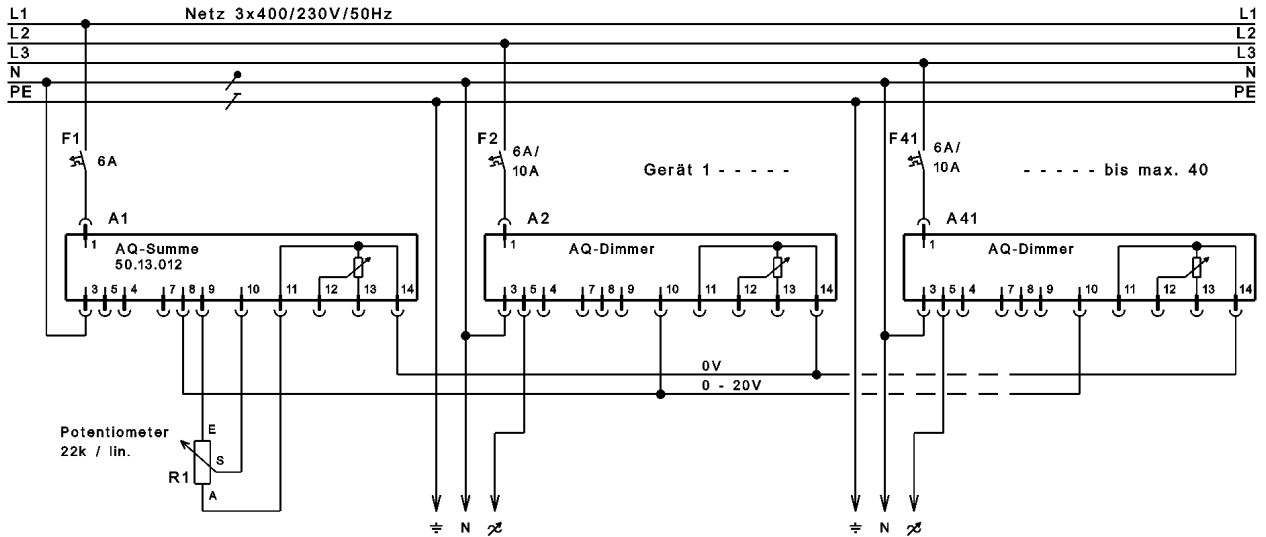 L1 Netz 3x400/230V/50Hz L1
L2 L2
L3 L3
N N
PE PE
F1 6A
F2 6A/
10A
F41 6A/
10A
Gerät 1 - - - - -
- - - - - bis max. 40
A1
A2
A41
1 AQ-Summe
50.13.012
1 AQ-Dimmer
1 AQ-Dimmer
3 5 4 7 8 9 10 11 12 13 14
3 5 4 7 8 9 10 11 12 13 14
3 5 4 7 8 9 10 11 12 13 14
0V
0 - 20V
Potentiometer
22k / lin.
E
S
R1
A
N
N